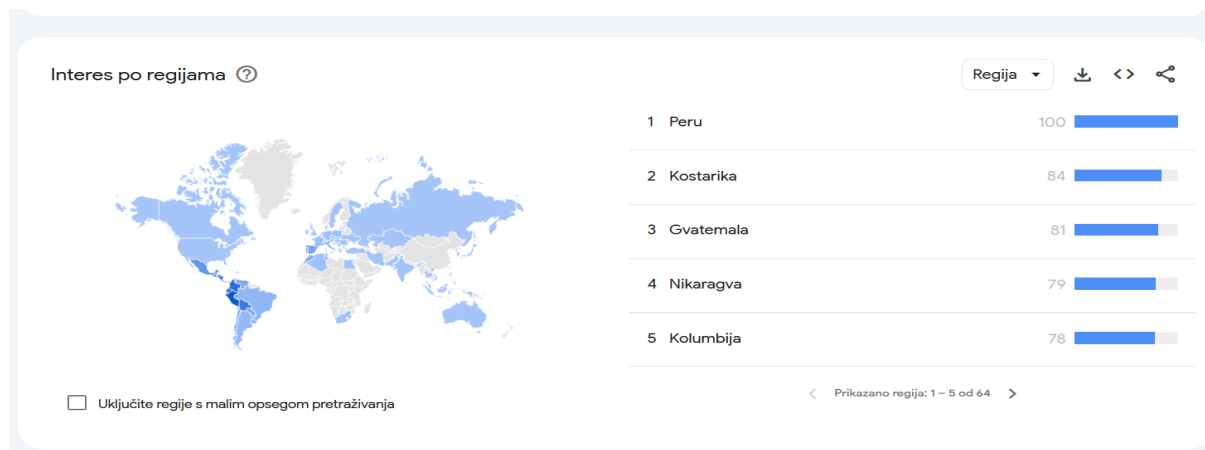 Interes po regijama
Regija
1 Peru 100
2 Kostarika 84
3 Gvatemala 81
4 Nikaragva 79
5 Kolumbija 78
Uključite regije s malim opsegom pretraživanja
Prikazano regija: 1 – 5 od 64